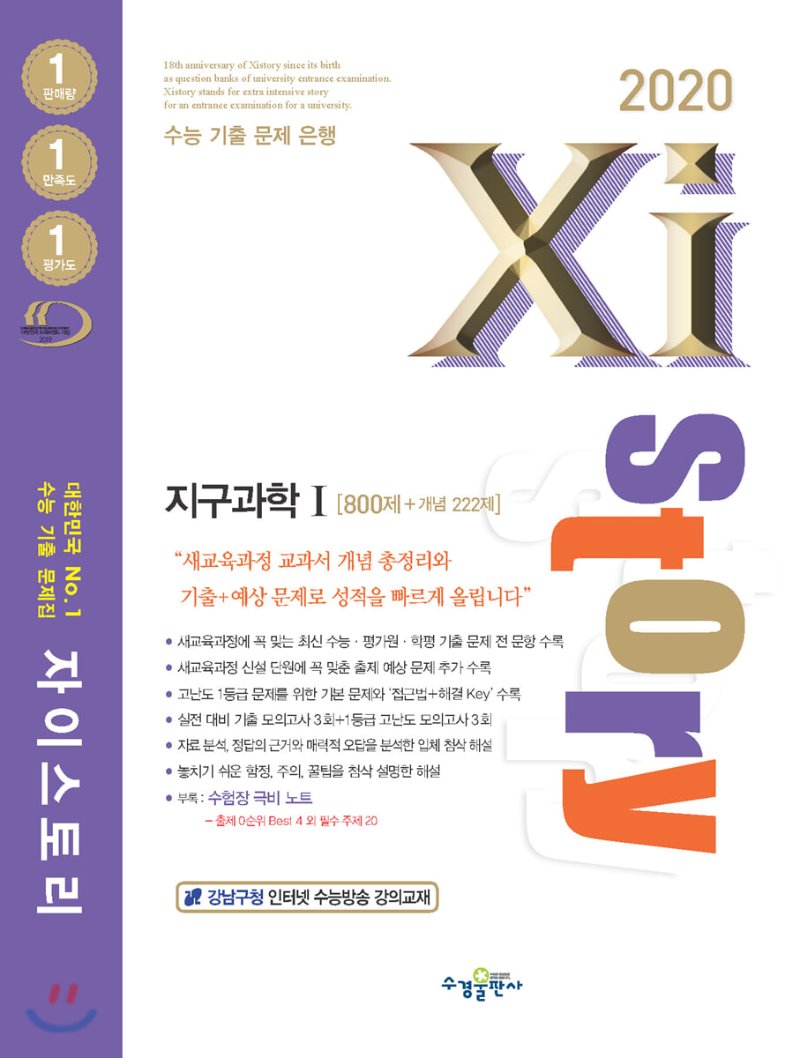 1
판매량
1
만족도
1
평가도
2019
대한민국 No.1
수능 기출 문제집
자이스토리
18th anniversary of Xistory since its birth
as question banks of university entrance examination.
Xistory stands for extra intensive story
for an entrance examination for a university.
수능 기출 문제 은행
2020
Xi
story
지구과학 I [800제+개념 222제]
“새교육과정 교과서 개념 총정리와
기출+예상 문제로 성적을 빠르게 올립니다”
• 새교육과정에 꼭 맞는 최신 수능·평가원·학평 기출 문제 전 문항 수록
• 새교육과정 신설 단원에 꼭 맞춘 출제 예상 문제 추가 수록
• 고난도 1등급 문제를 위한 기본 문제와 ‘접근법+해결 Key’ 수록
• 실전 대비 기출 모의고사 3회+1등급 고난도 모의고사 3회
• 자료 분석, 정답의 근거와 매력적 오답을 분석한 입체 첨삭 해설
• 놓치기 쉬운 함정, 주의, 꿀팁을 첨삭 설명한 해설
• 부록 : 수험장 극비 노트
– 출제 0순위 Best 4 외 필수 주제 20
강남구청 인터넷 수능방송 강의교재
수경출판사